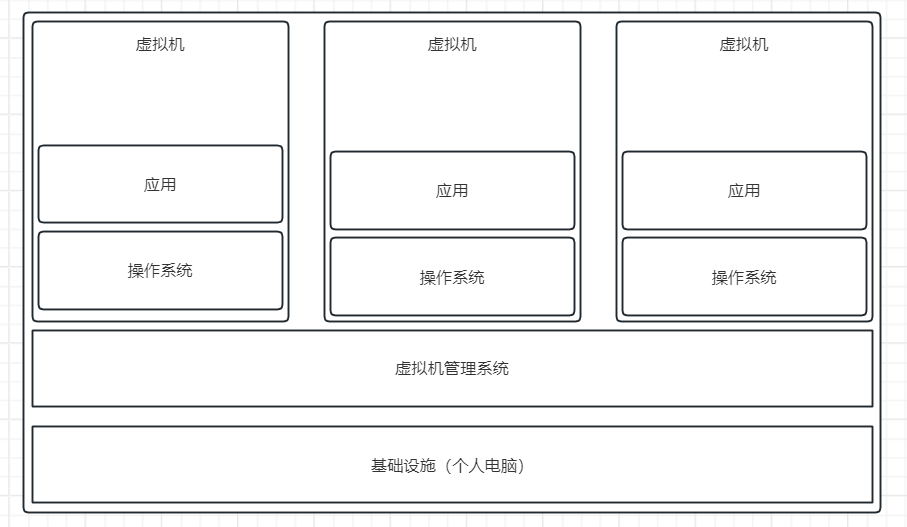 虚拟机
虚拟机
虚拟机
应用
应用
应用
操作系统
操作系统
操作系统
虚拟机管理系统
基础设施（个人电脑）